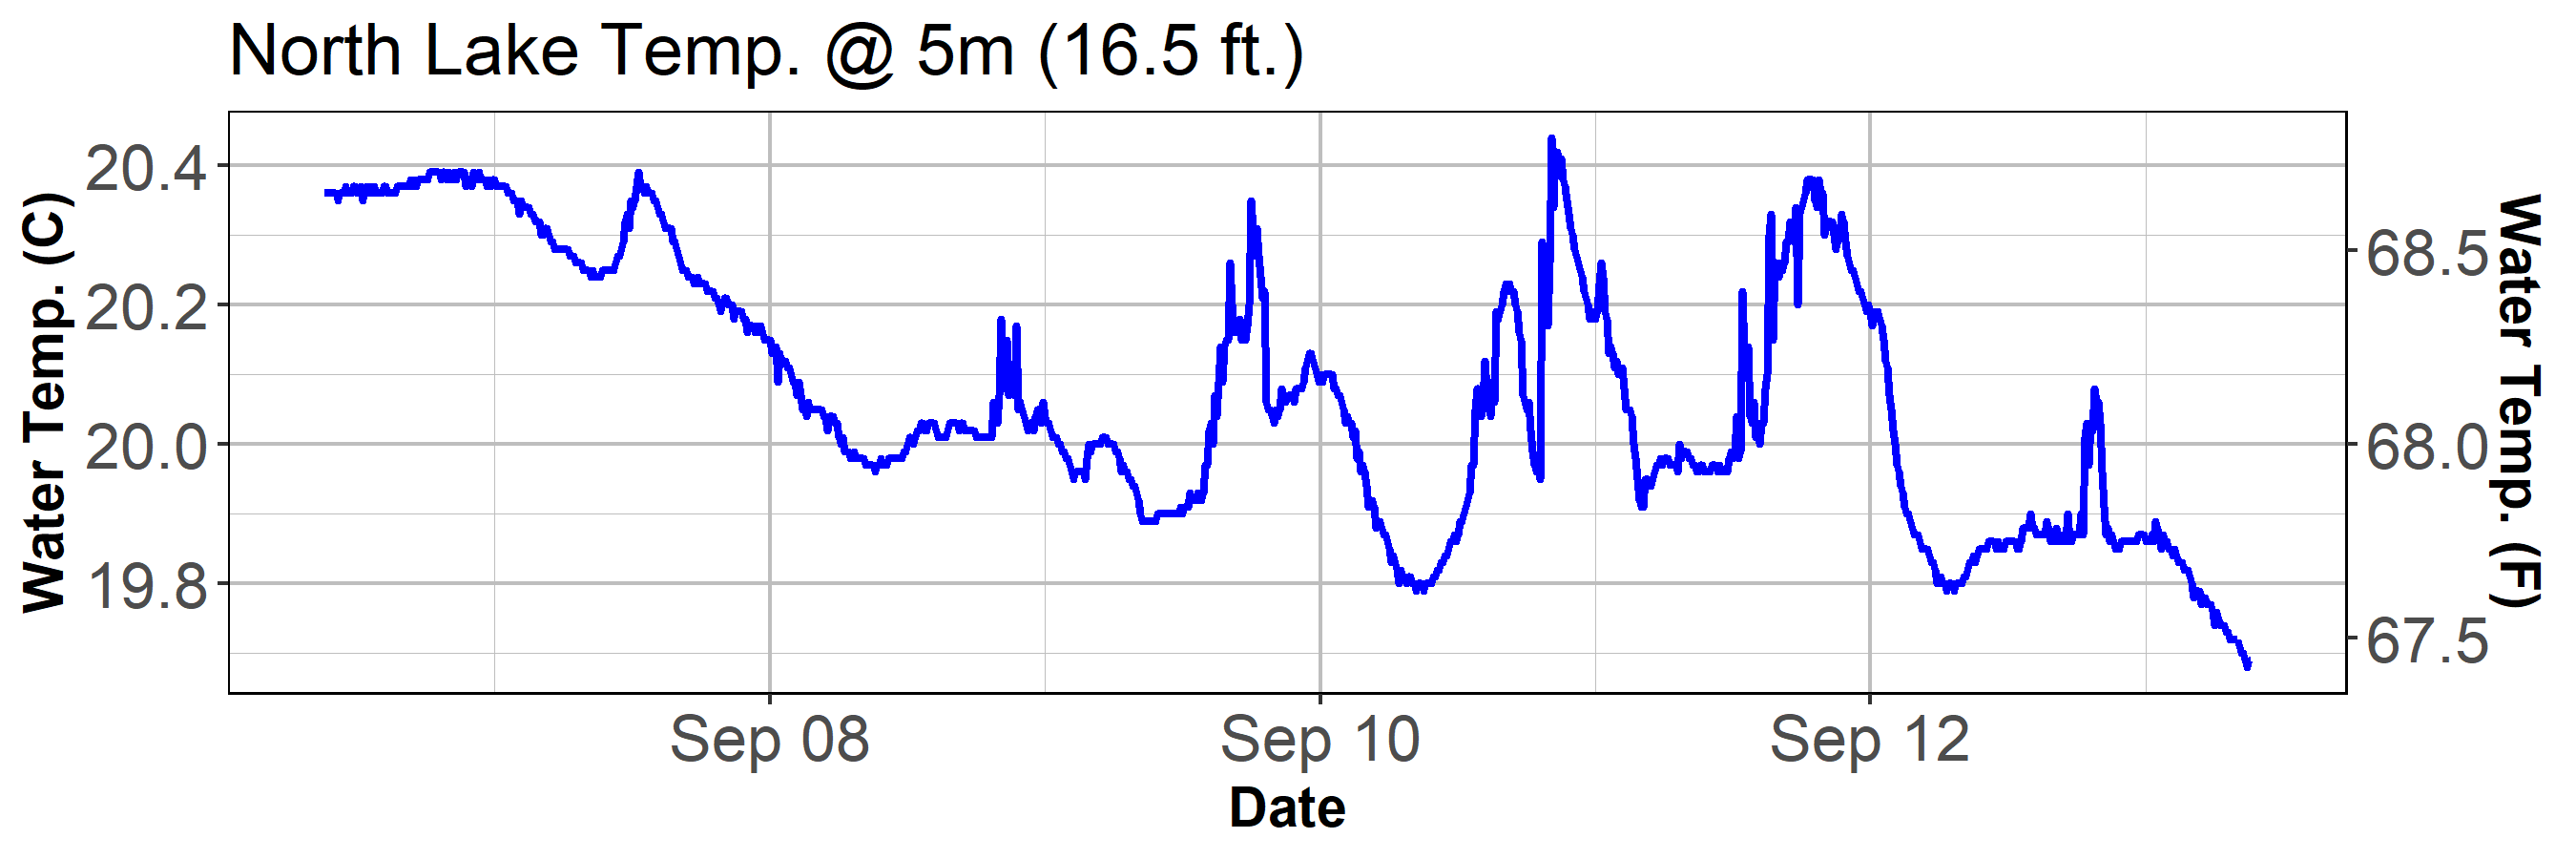 North Lake Temp. @ 5m (16.5 ft.)
Water Temp. (C)
20.4
20.2
20.0
19.8
Water Temp. (F)
68.5
68.0
67.5
Sep 08
Sep 10
Sep 12
Date